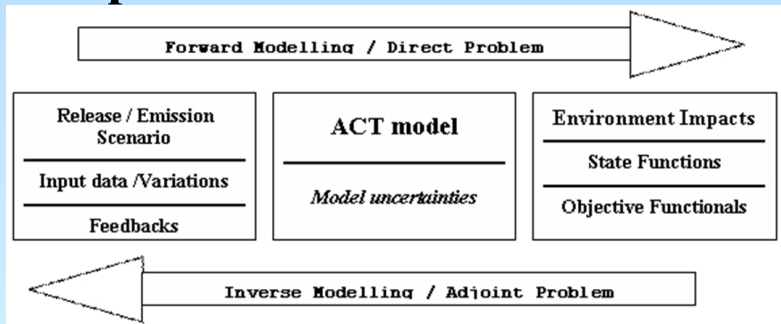 Forward Modelling / Direct Problem
Release / Emission
Scenario
Input data /Variations
Feedbacks
ACT model
Model uncertainties
Environment Impacts
State Functions
Objective Functionals
Inverse Modelling / Adjoint Problem